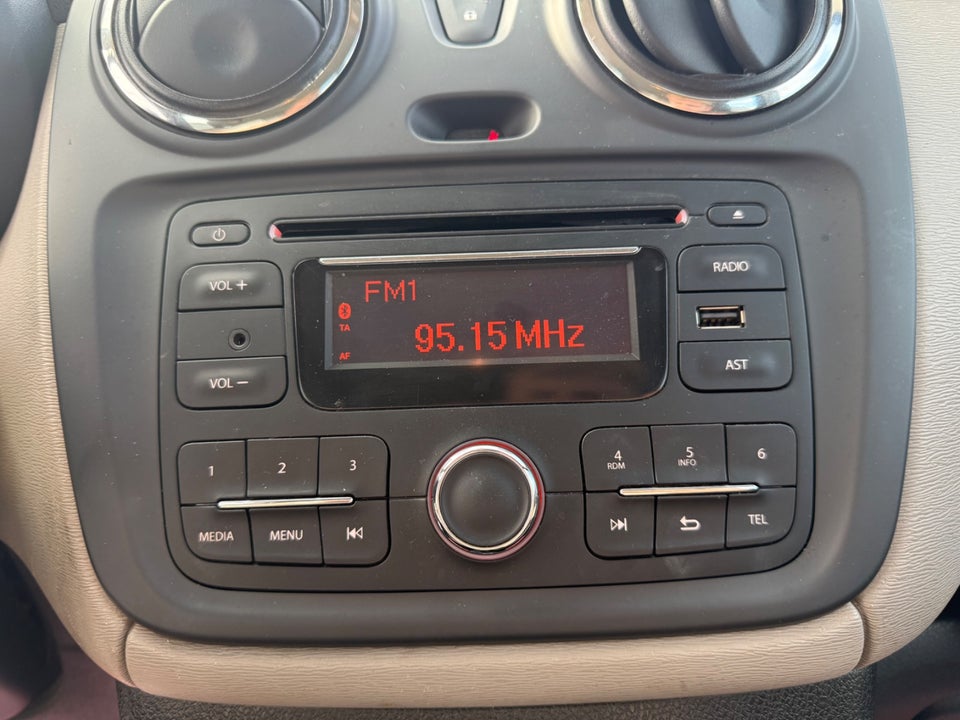 VOL +
VOL –
FM1
TA
95.15 MHz
AF
RADIO
AST
1
2
3
MEDIA
MENU
4
RDM
5
INFO
6
TEL